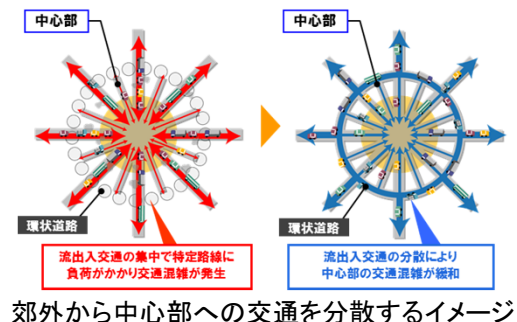 中心部
中心部
環状道路
環状道路
流出入交通の集中で特定路線に
負荷がかかり交通混雑が発生
流出入交通の分散により
中心部の交通混雑が緩和
郊外から中心部への交通を分散するイメージ